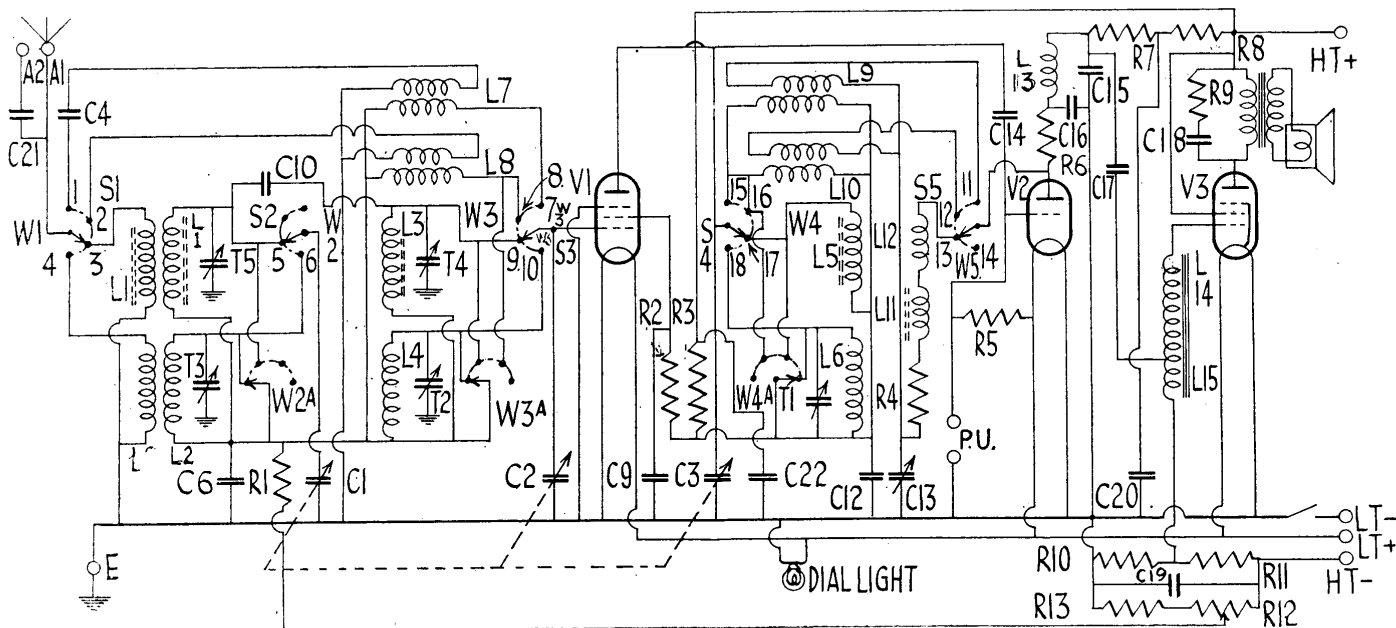 A2 A1
C4
C21
1
2
S1
W1
4 3
L1
L1
T5
C10
S2
5 6
W2
T3
L1
L2
W2A
C6 R1 C1
L7
L8
L3
T4
W3
8
7
9
10
W3
S3
L4
T2
W3A
C2
V1
R2 R3
C9
C3
C22
L9
L10
15 16
S4
W4
18 17
L5
L6
W4A
T1
C12
C13
L12
L11
R4
S5
11
12
13
W5 14
C14
R5
P.U.
L13
C16
R6
V2
C15
C17
R7
R8
HT+
R9
C18
V3
L14
L15
C20
LT-
LT+
HT-
R10
R11
C19
R13
R12
E
DIAL LIGHT